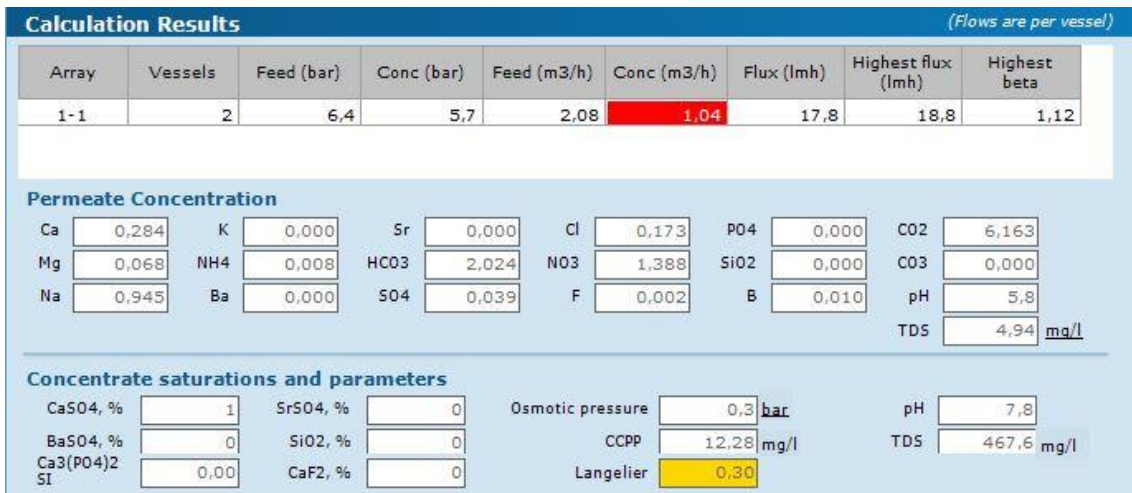 Calculation Results (Flows are per vessel)
Array Vessels Feed (bar) Conc (bar) Feed (m3/h) Conc (m3/h) Flux (lmh) Highest flux (lmh) Highest beta
1-1 2 6,4 5,7 2,08 1,04 17,8 18,8 1,12
Permeate Concentration
Ca 0,284 K 0,000 Sr 0,000 Cl 0,173 PO4 0,000 CO2 6,163
Mg 0,068 NH4 0,008 HCO3 2,024 NO3 1,388 SiO2 0,000 CO3 0,000
Na 0,945 Ba 0,000 SO4 0,039 F 0,002 B 0,010 pH 5,8
TDS 4,94 mg/l
Concentrate saturations and parameters
CaSO4, % 1 SrSO4, % 0 Osmotic pressure 0,3 bar pH 7,8
BaSO4, % 0 SiO2, % 0 CCPP 12,28 mg/l TDS 467,6 mg/l
Ca3(PO4)2 SI 0,00 CaF2, % 0 Langelier 0,30